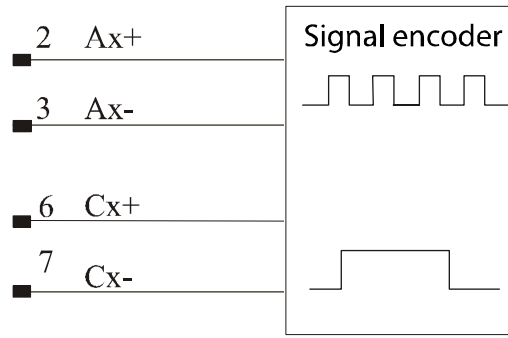 2 Ax+
Signal encoder
3 Ax-
6 Cx+
7 Cx-